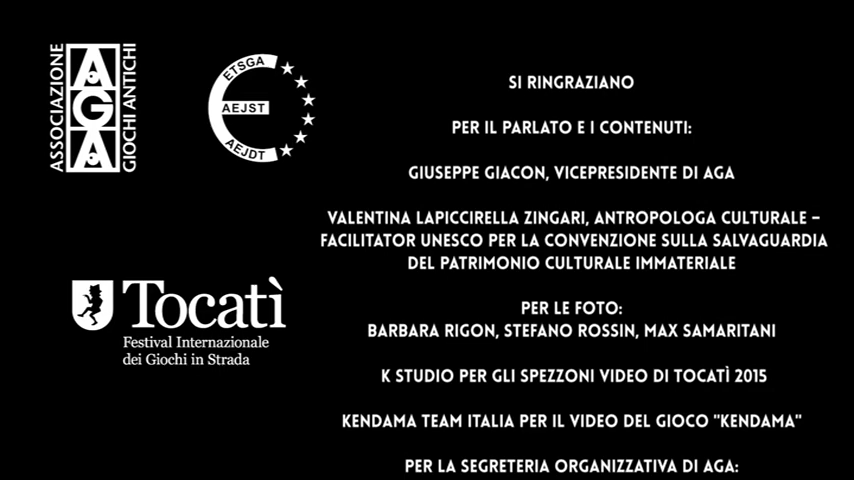 ASSOCIAZIONE
AGA
GIOCHI ANTICHI
ETSGA
AEJST
AEJDT
Tocatì
Festival Internazionale
dei Giochi in Strada
SI RINGRAZIANO
PER IL PARLATO E I CONTENUTI:
GIUSEPPE GIACON, VICEPRESIDENTE DI AGA
VALENTINA LAPICCIRELLA ZINGARI, ANTROPOLOGA CULTURALE –
FACILITATOR UNESCO PER LA CONVENZIONE SULLA SALVAGUARDIA
DEL PATRIMONIO CULTURALE IMMATERIALE
PER LE FOTO:
BARBARA RIGON, STEFANO ROSSIN, MAX SAMARITANI
K STUDIO PER GLI SPEZZONI VIDEO DI TOCATÌ 2015
KENDAMA TEAM ITALIA PER IL VIDEO DEL GIOCO "KENDAMA"
PER LA SEGRETERIA ORGANIZZATIVA DI AGA: